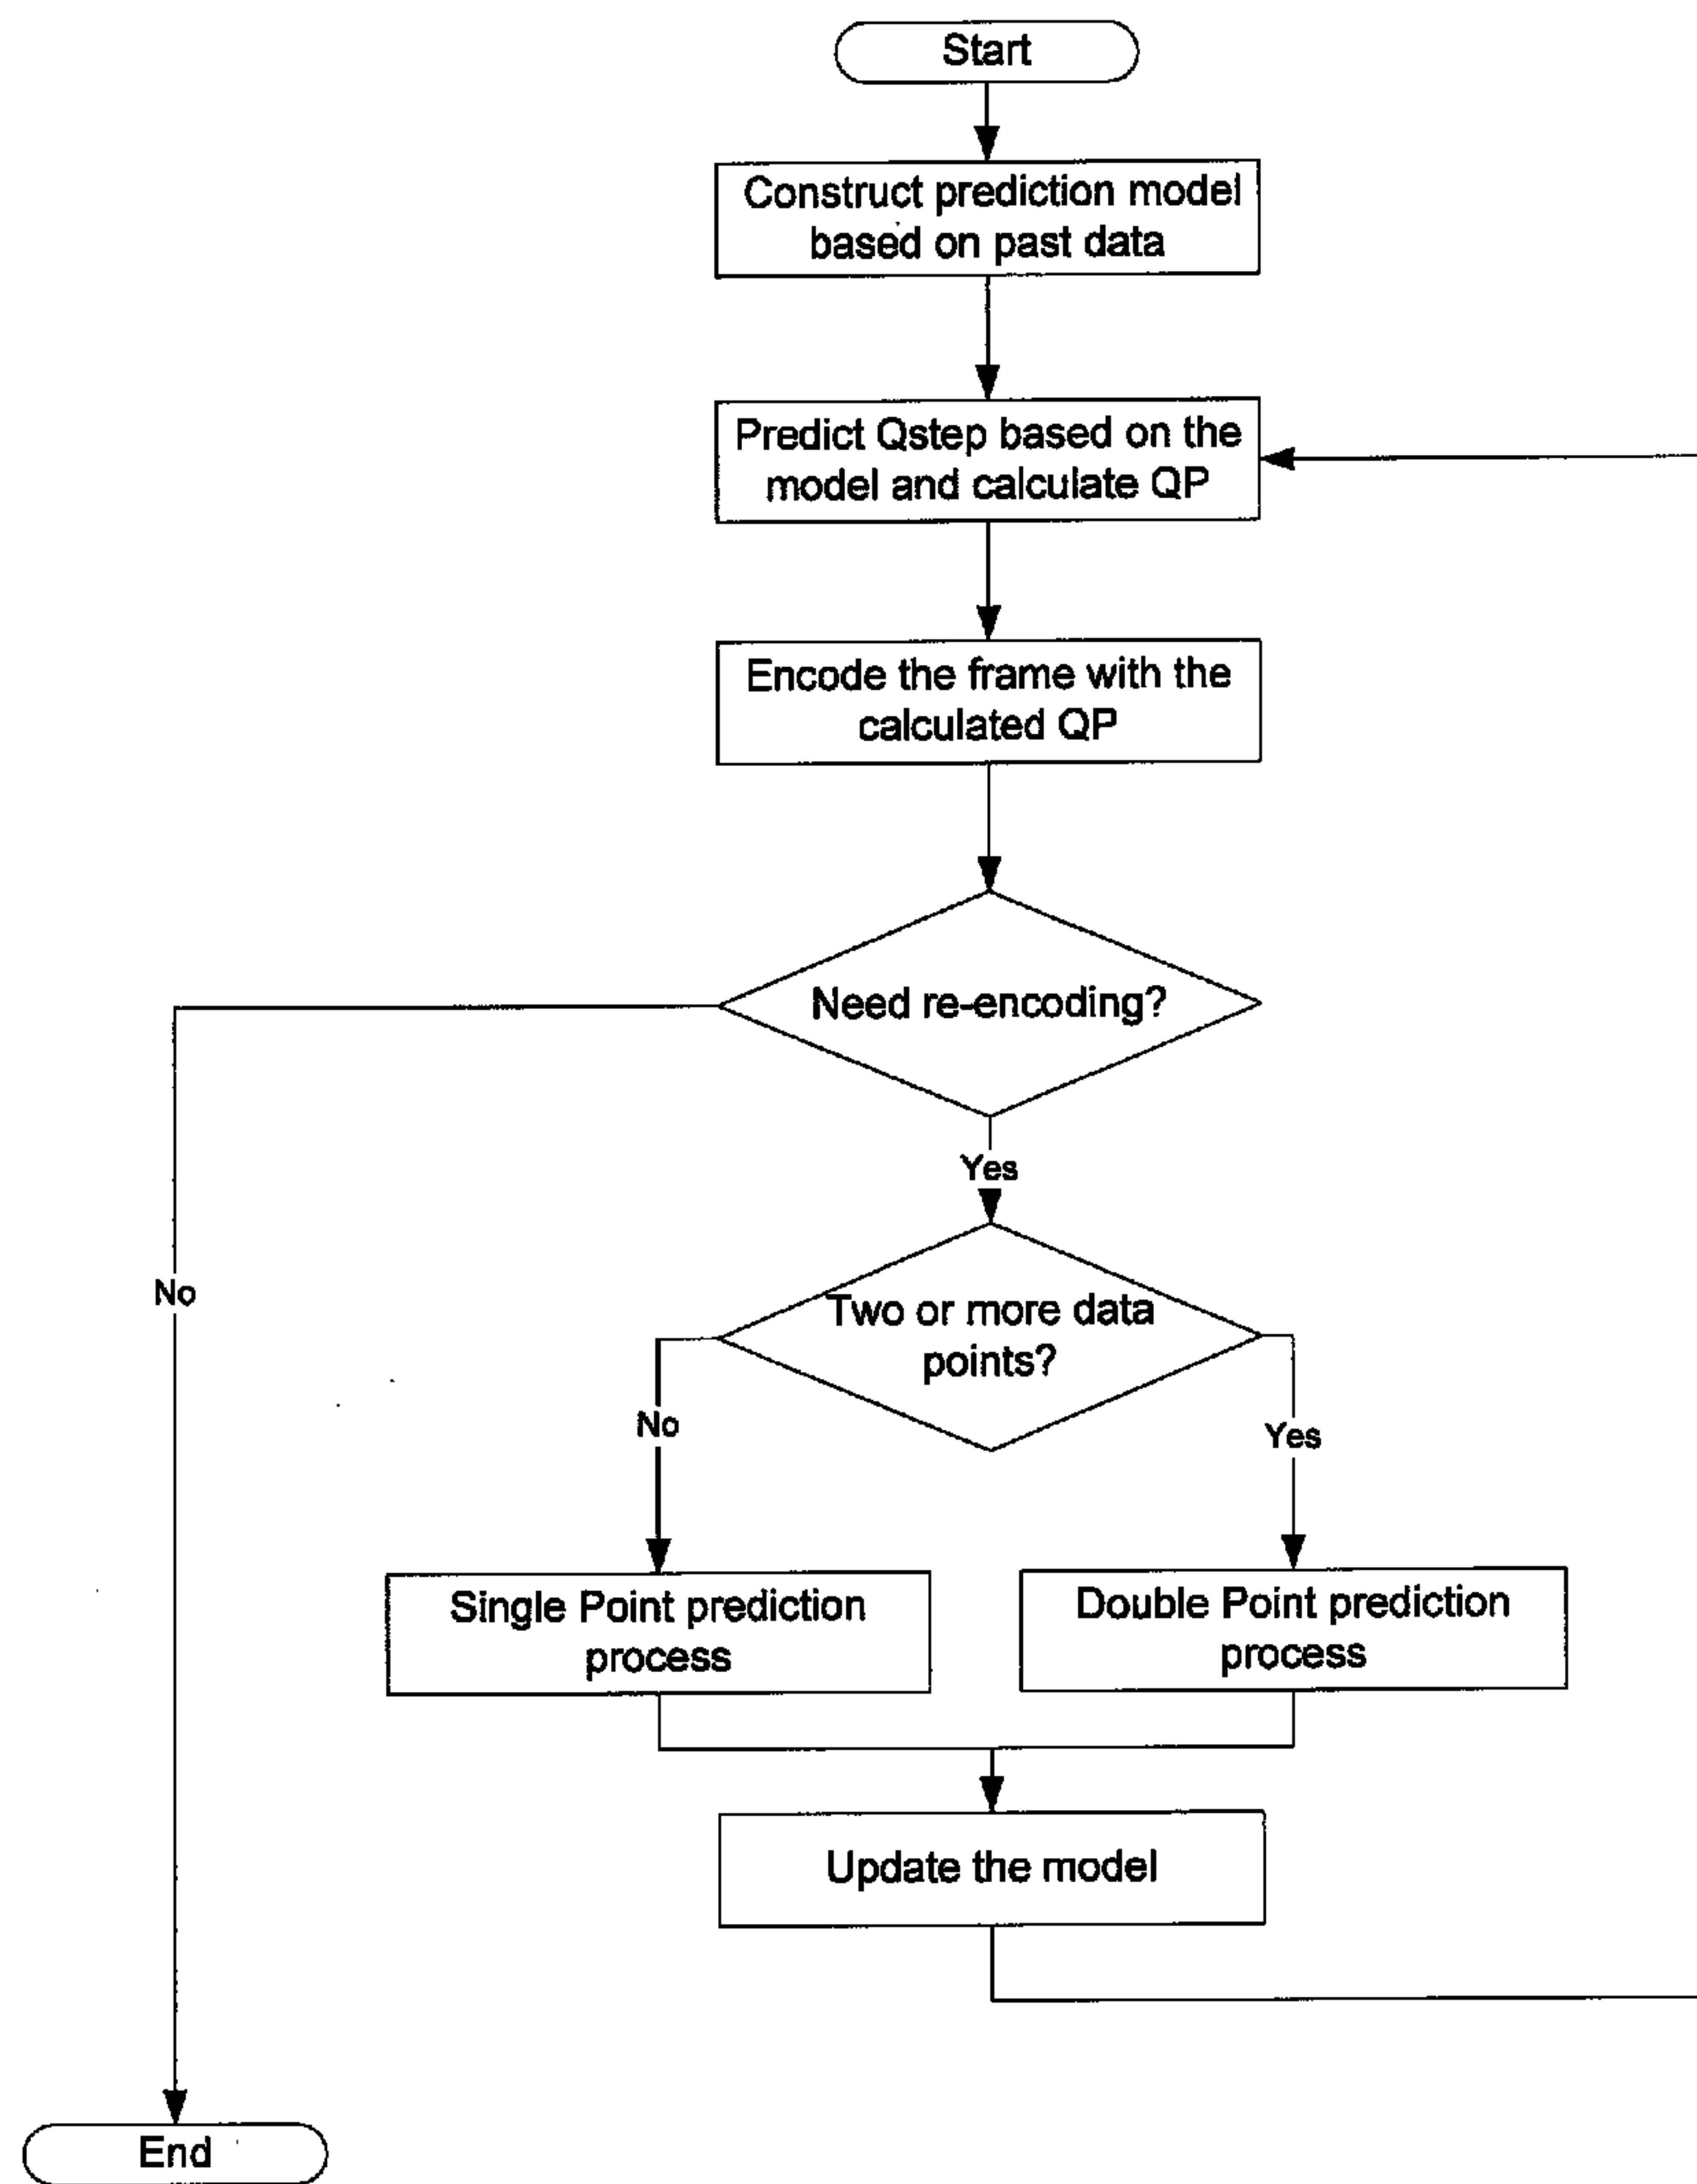 Start
Construct prediction model
based on past data
Predict Qstep based on the
model and calculate QP
Encode the frame with the
calculated QP
Need re-encoding?
Yes
No
Two or more data
points?
No
Yes
Single Point prediction
process
Double Point prediction
process
Update the model
End